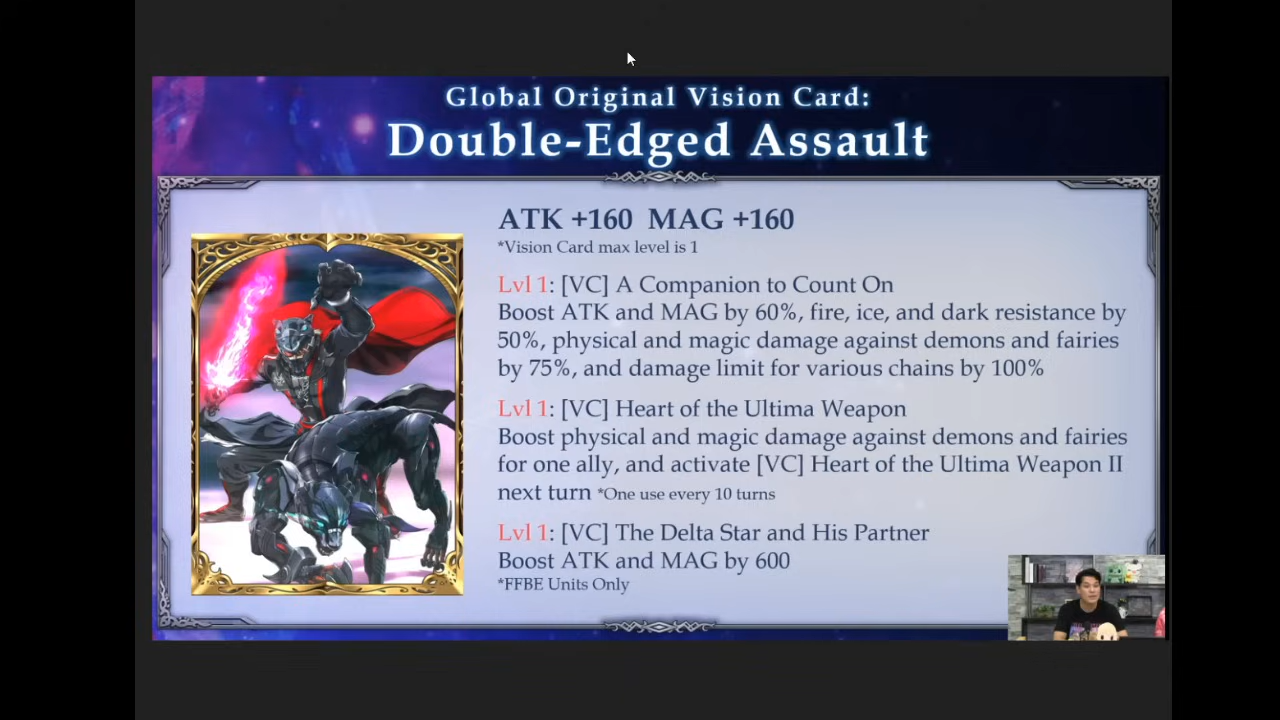 Global Original Vision Card:
Double-Edged Assault
ATK +160 MAG +160
*Vision Card max level is 1
Lvl 1: [VC] A Companion to Count On
Boost ATK and MAG by 60%, fire, ice, and dark resistance by
50%, physical and magic damage against demons and fairies
by 75%, and damage limit for various chains by 100%
Lvl 1: [VC] Heart of the Ultima Weapon
Boost physical and magic damage against demons and fairies
for one ally, and activate [VC] Heart of the Ultima Weapon II
next turn *One use every 10 turns
Lvl 1: [VC] The Delta Star and His Partner
Boost ATK and MAG by 600
*FFBE Units Only